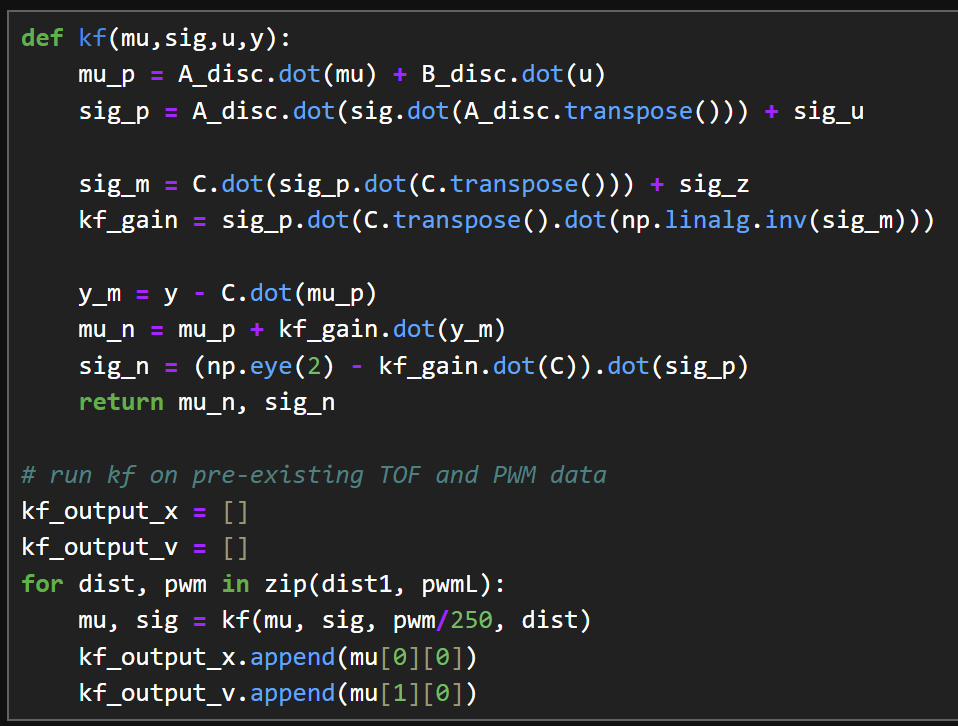 def kf(mu,sig,u,y):
    mu_p = A_disc.dot(mu) + B_disc.dot(u)
    sig_p = A_disc.dot(sig.dot(A_disc.transpose())) + sig_u

    sig_m = C.dot(sig_p.dot(C.transpose())) + sig_z
    kf_gain = sig_p.dot(C.transpose().dot(np.linalg.inv(sig_m)))

    y_m = y - C.dot(mu_p)
    mu_n = mu_p + kf_gain.dot(y_m)
    sig_n = (np.eye(2) - kf_gain.dot(C)).dot(sig_p)
    return mu_n, sig_n

# run kf on pre-existing TOF and PWM data
kf_output_x = []
kf_output_v = []
for dist, pwm in zip(dist1, pwmL):
    mu, sig = kf(mu, sig, pwm/250, dist)
    kf_output_x.append(mu[0][0])
    kf_output_v.append(mu[1][0])